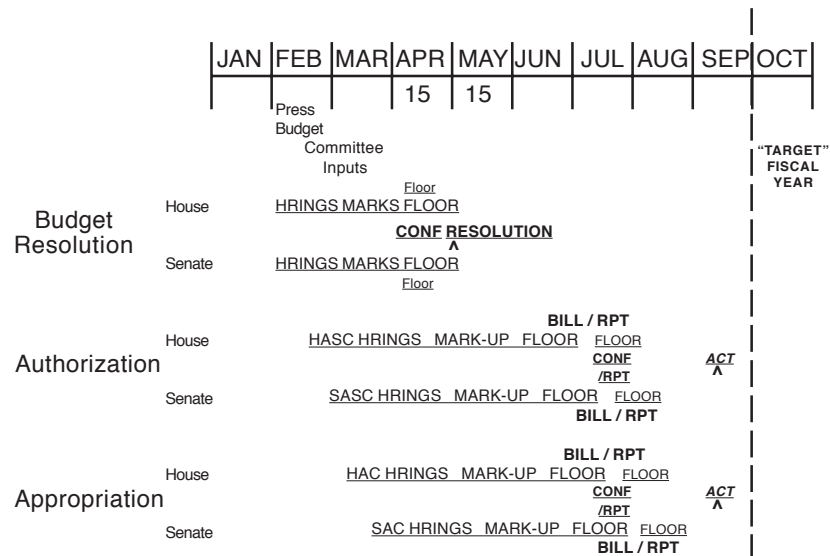 JAN FEB MAR APR MAY JUN JUL AUG SEP OCT
15 15
Press
Budget
Committee
Inputs
“TARGET”
FISCAL
YEAR
Floor
House HRINGS MARKS FLOOR
Budget
Resolution
CONF RESOLUTION
^
Senate HRINGS MARKS FLOOR
Floor
BILL / RPT
House HASC HRINGS MARK-UP FLOOR FLOOR
Authorization
CONF ACT
/RPT ^
Senate SASC HRINGS MARK-UP FLOOR FLOOR
BILL / RPT
BILL / RPT
House HAC HRINGS MARK-UP FLOOR FLOOR
Appropriation
CONF ACT
/RPT ^
Senate SAC HRINGS MARK-UP FLOOR FLOOR
BILL / RPT